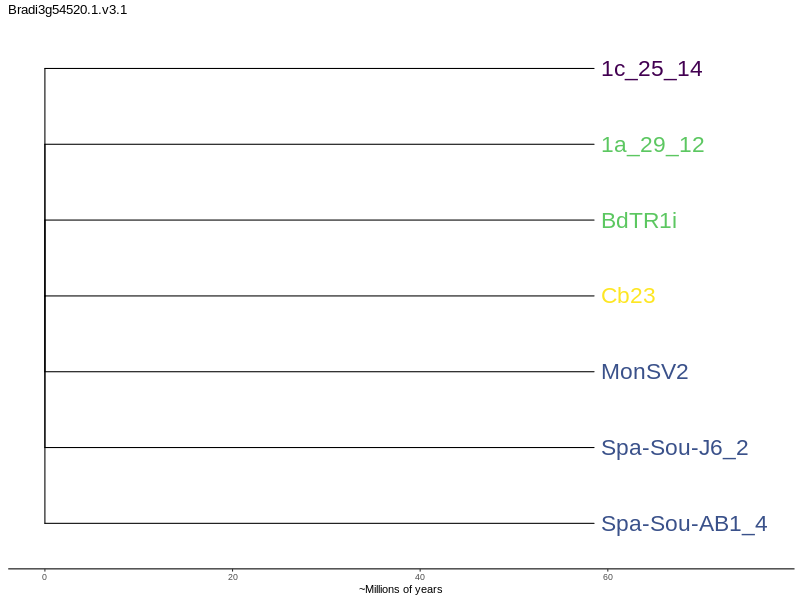 Bradi3g54520.1.v3.1
1c_25_14
1a_29_12
BdTR1i
Cb23
MonSV2
Spa-Sou-J6_2
Spa-Sou-AB1_4
0 20 40 60
~Millions of years